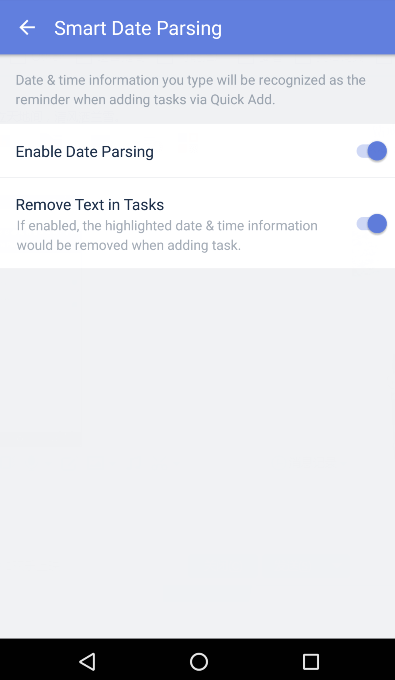 Smart Date Parsing
Date & time information you type will be recognized as the
reminder when adding tasks via Quick Add.
Enable Date Parsing
Remove Text in Tasks
If enabled, the highlighted date & time information
would be removed when adding task.